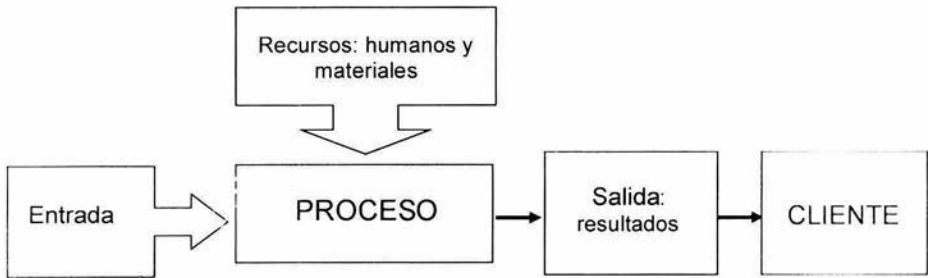 Recursos: humanos y
materiales
Entrada
PROCESO
Salida:
resultados
CLIENTE